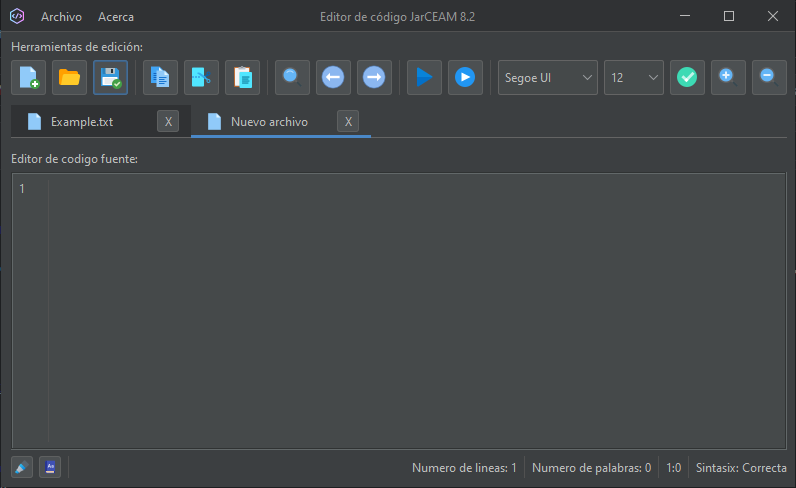 Archivo Acerca Editor de código JarCEAM 8.2
Herramientas de edición:
Segoe UI 12
Example.txt X Nuevo archivo X
Editor de codigo fuente:
1
Numero de lineas: 1 Numero de palabras: 0 1:0 Sintasix: Correcta